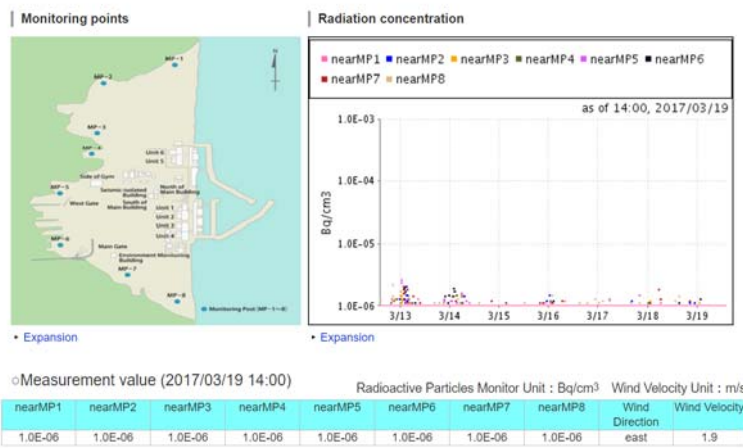 Monitoring points
Radiation concentration
MP-1
MP-2
MP-3
MP-4
MP-5
MP-6
MP-7
MP-8
N
Unit 6
Unit 5
Side of Gym
Seismic isolated
Building
North of
Main Building
South of
Main Building
West Gate
Unit 1
Unit 2
Unit 3
Unit 4
Main Gate
Environment Monitoring
Building
Monitoring Post (MP-1~8)
nearMP1 nearMP2 nearMP3 nearMP4 nearMP5 nearMP6
nearMP7 nearMP8
as of 14:00, 2017/03/19
1.0E-03
1.0E-04
1.0E-05
1.0E-06
Bq/cm3
3/13 3/14 3/15 3/16 3/17 3/18 3/19
Expansion
Expansion
○Measurement value (2017/03/19 14:00)
Radioactive Particles Monitor Unit : Bq/cm3 Wind Velocity Unit : m/s
nearMP1 nearMP2 nearMP3 nearMP4 nearMP5 nearMP6 nearMP7 nearMP8 Wind Direction Wind Velocity
1.0E-06 1.0E-06 1.0E-06 1.0E-06 1.0E-06 1.0E-06 1.0E-06 1.0E-06 east 1.9